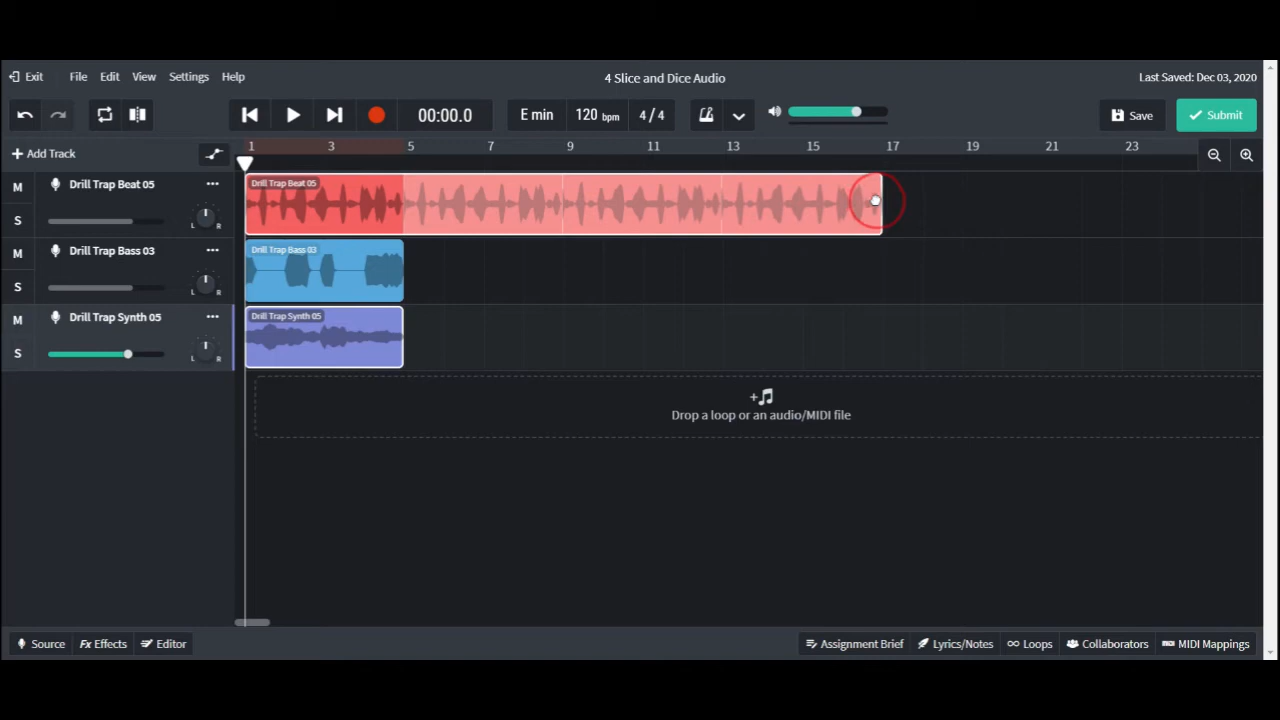 Exit File Edit View Settings Help 4 Slice and Dice Audio Last Saved: Dec 03, 2020
00:00.0 E min 120 bpm 4 / 4 Save Submit
+ Add Track 1 3 5 7 9 11 13 15 17 19 21 23
M Drill Trap Beat 05 ... Drill Trap Beat 05
S L R
M Drill Trap Bass 03 ... Drill Trap Bass 03
S L R
M Drill Trap Synth 05 ... Drill Trap Synth 05
S L R
Drop a loop or an audio/MIDI file
Source Fx Effects Editor Assignment Brief Lyrics/Notes Loops Collaborators MIDI Mappings